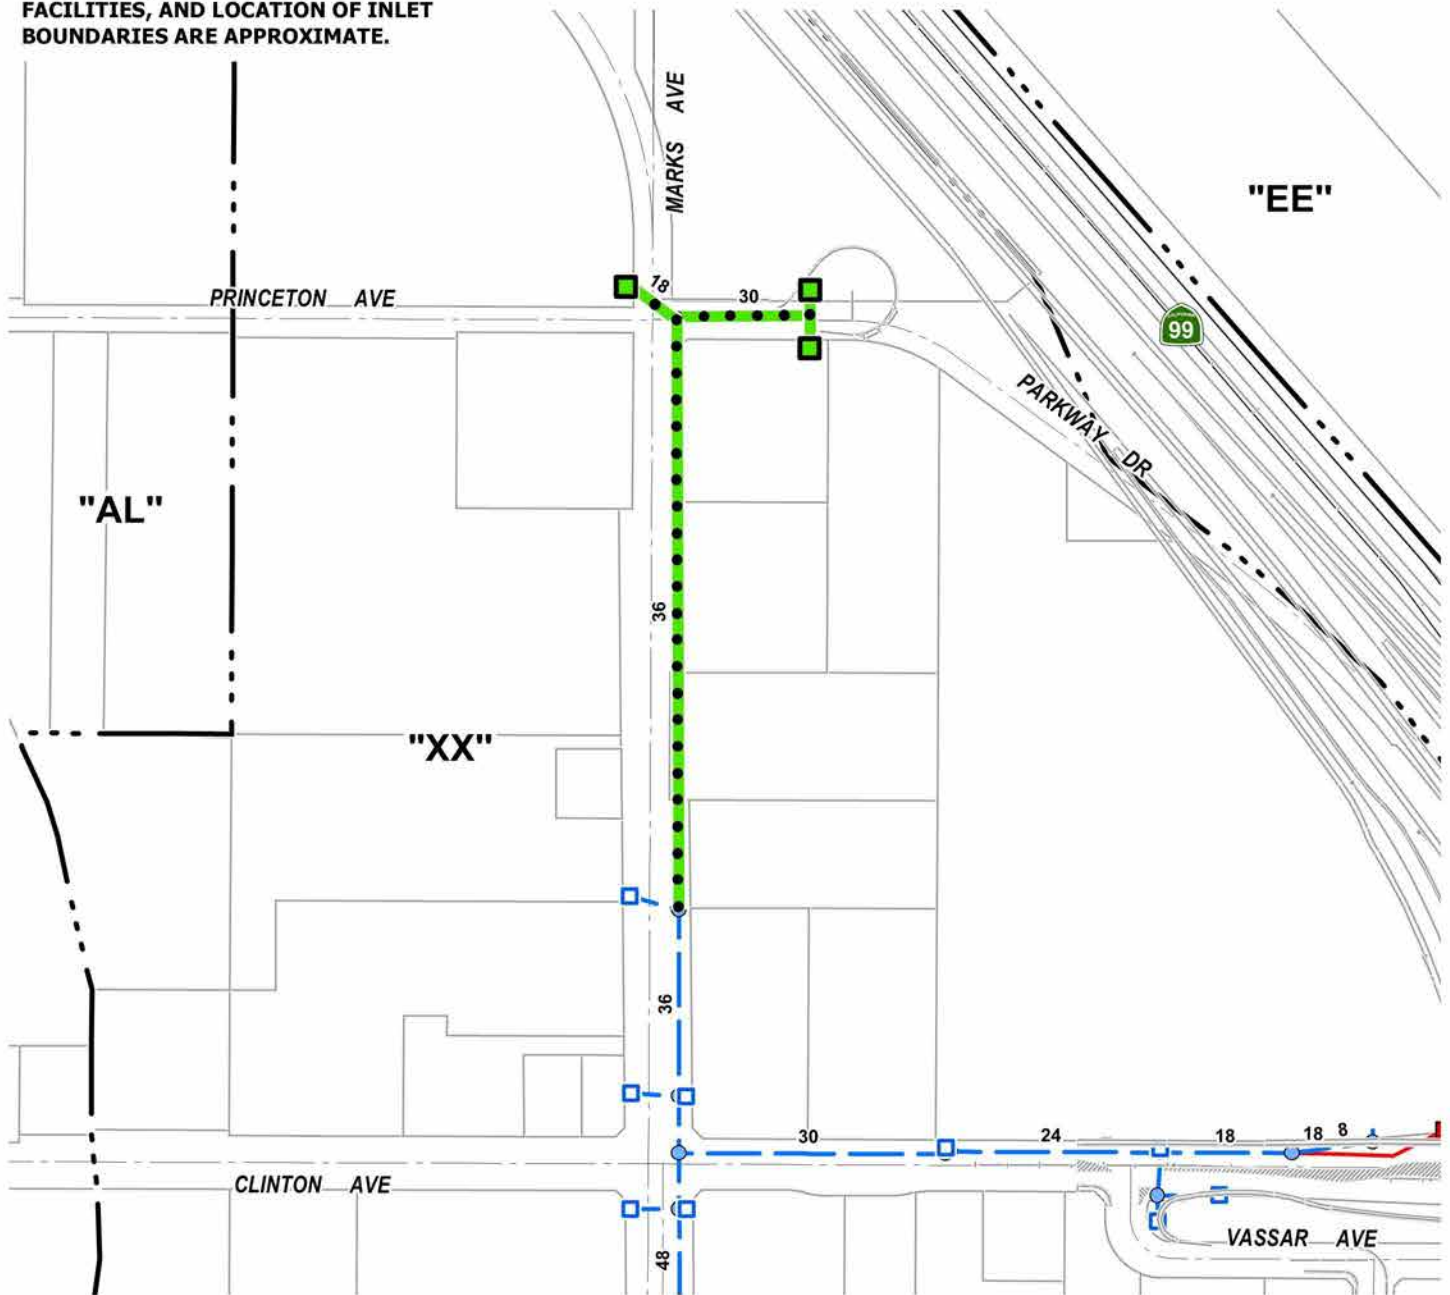 FACILITIES, AND LOCATION OF INLET
BOUNDARIES ARE APPROXIMATE.
MARKS AVE
"EE"
18
30
PRINCETON AVE
CALIFORNIA
99
PARKWAY DR
"AL"
36
"XX"
36
30
24
18
18
8
CLINTON AVE
48
VASSAR AVE